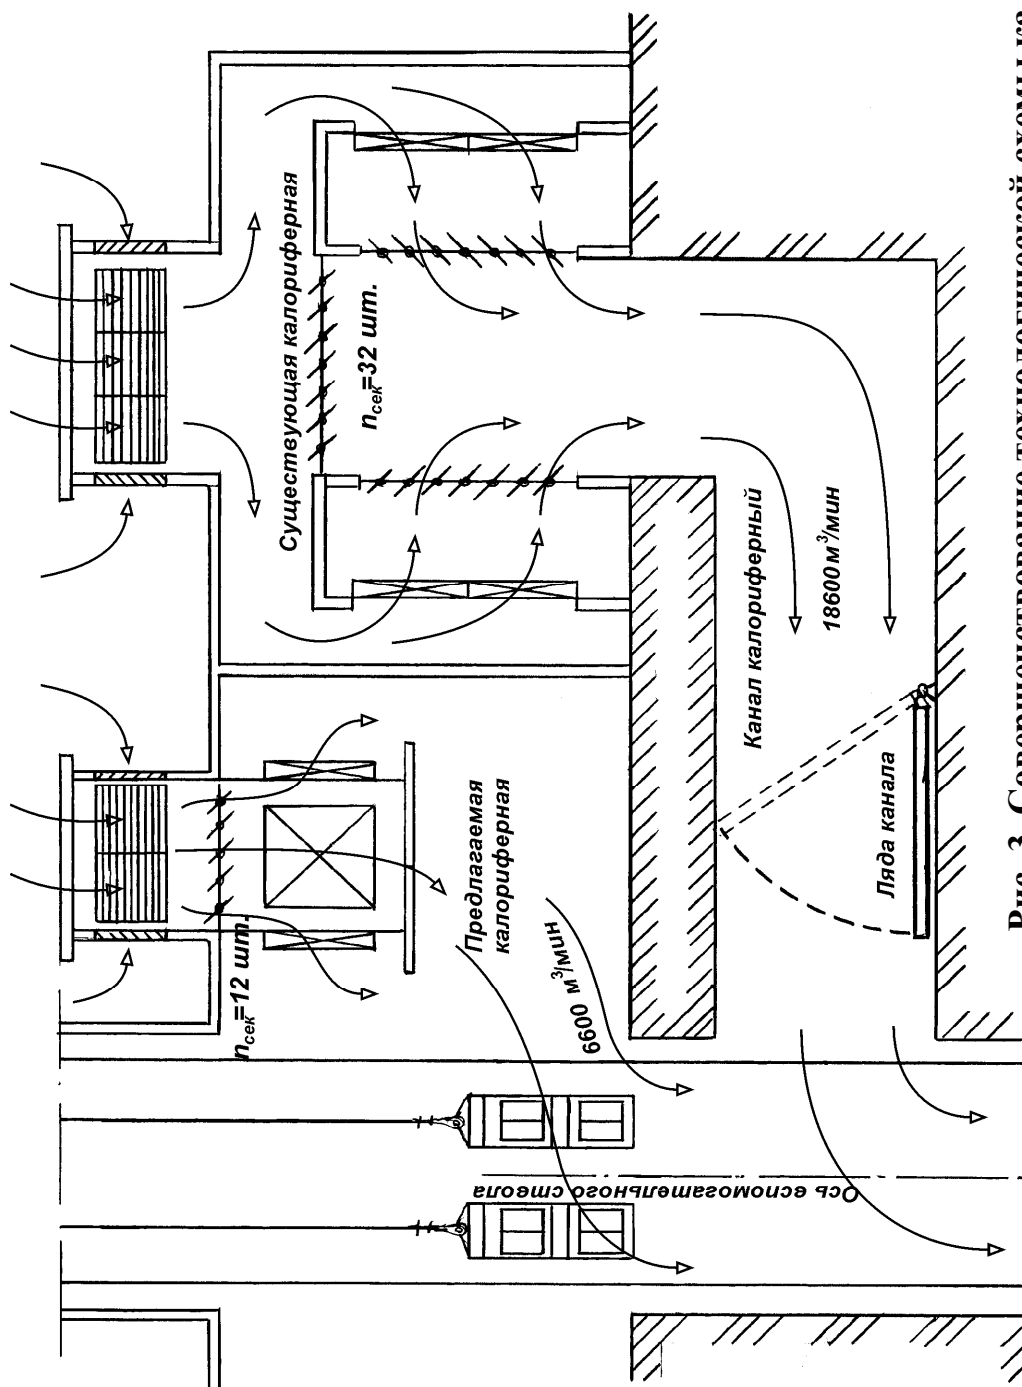 Существующая калориферная
nсек=32 шт.
Канал калориферный
18600 м³/мин
Ляда канала
Предлагаемая
калориферная
nсек=12 шт.
6600 м³/мин
Ось вспомогательного ствола
Рис. 3. Совершенствование технологической схемы